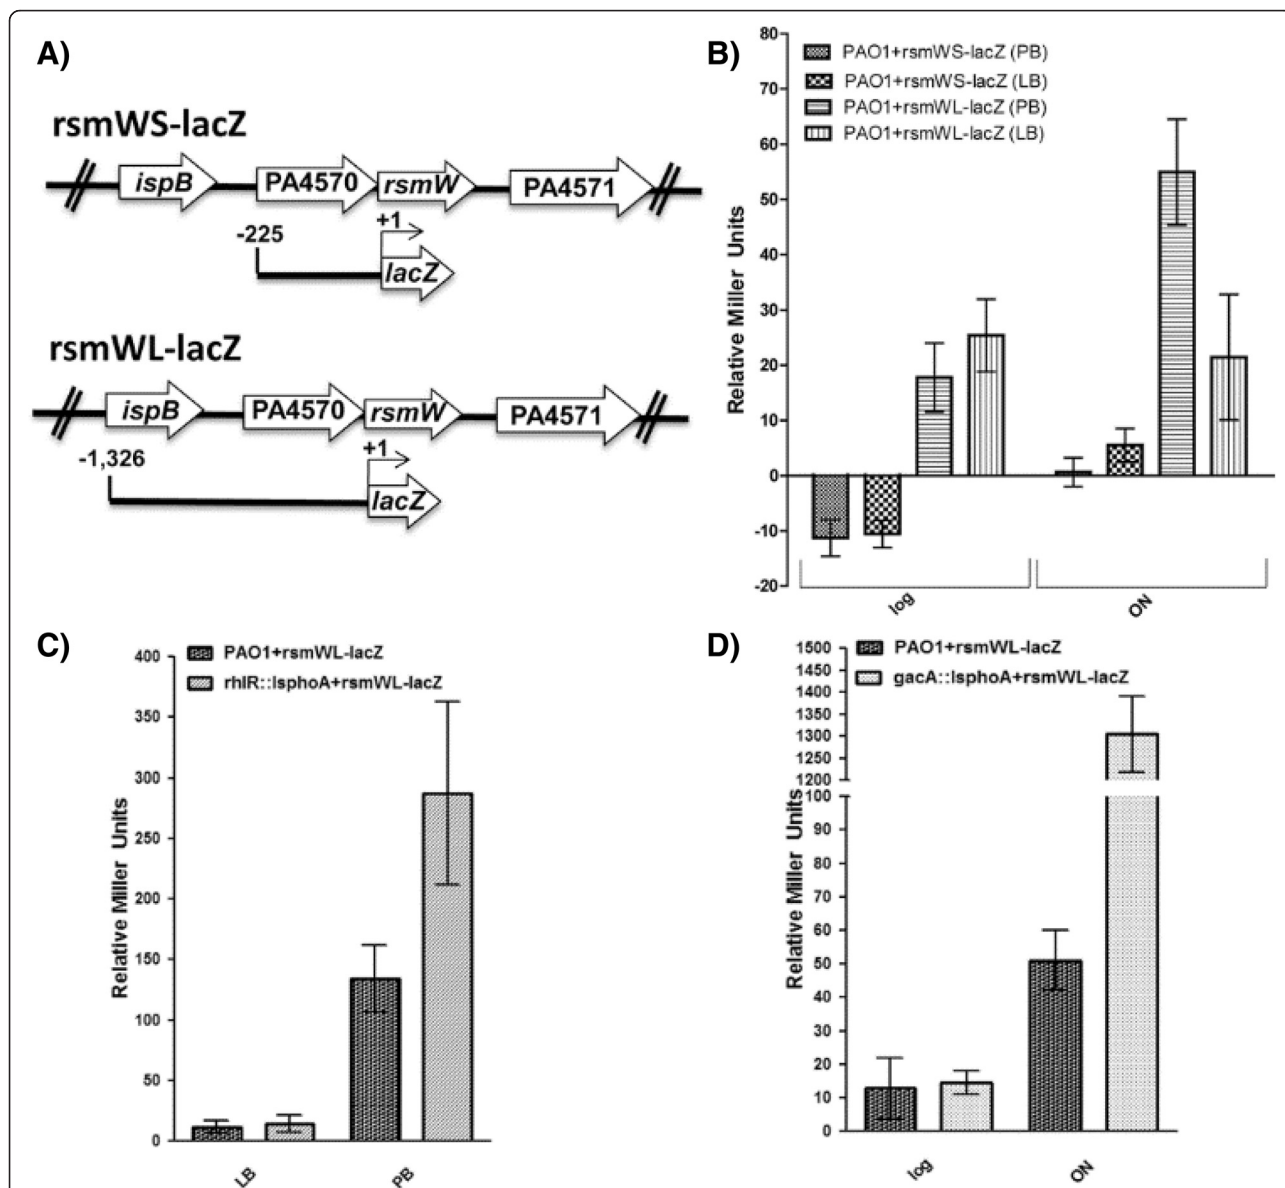 A)
rsmWS-lacZ
ispB PA4570 rsmW PA4571
-225 +1
lacZ
rsmWL-lacZ
ispB PA4570 rsmW PA4571
-1,326 +1
lacZ
B)
PAO1+rsmWS-lacZ (PB)
PAO1+rsmWS-lacZ (LB)
PAO1+rsmWL-lacZ (PB)
PAO1+rsmWL-lacZ (LB)
Relative Miller Units
80
70
60
50
40
30
20
10
0
-10
-20
log ON
C)
PAO1+rsmWL-lacZ
rhlR::IsphoA+rsmWL-lacZ
Relative Miller Units
400
350
300
250
200
150
100
50
0
LB PB
D)
PAO1+rsmWL-lacZ
gacA::IsphoA+rsmWL-lacZ
Relative Miller Units
1500
1450
1400
1350
1300
1250
1200
100
90
80
70
60
50
40
30
20
10
0
log ON